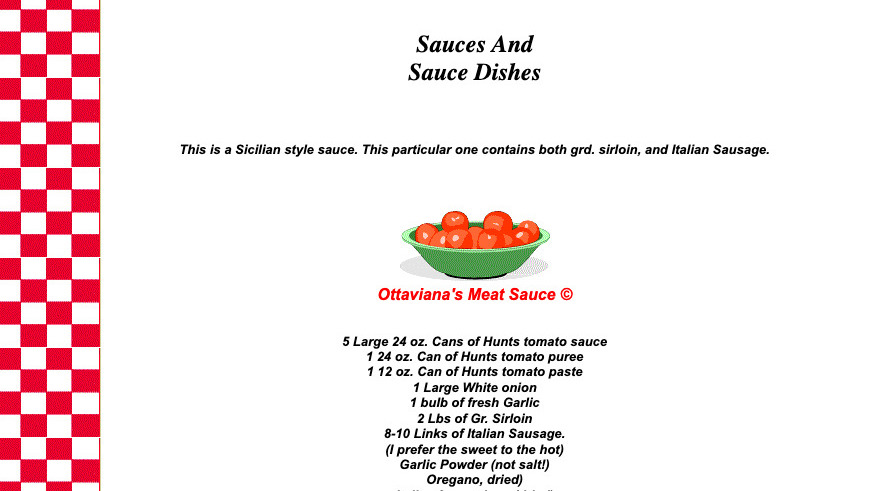 Sauces And
Sauce Dishes
This is a Sicilian style sauce. This particular one contains both grd. sirloin, and Italian Sausage.
Ottaviana's Meat Sauce ©
5 Large 24 oz. Cans of Hunts tomato sauce
1 24 oz. Can of Hunts tomato puree
1 12 oz. Can of Hunts tomato paste
1 Large White onion
1 bulb of fresh Garlic
2 Lbs of Gr. Sirloin
8-10 Links of Italian Sausage.
(I prefer the sweet to the hot)
Garlic Powder (not salt!)
Oregano, dried)